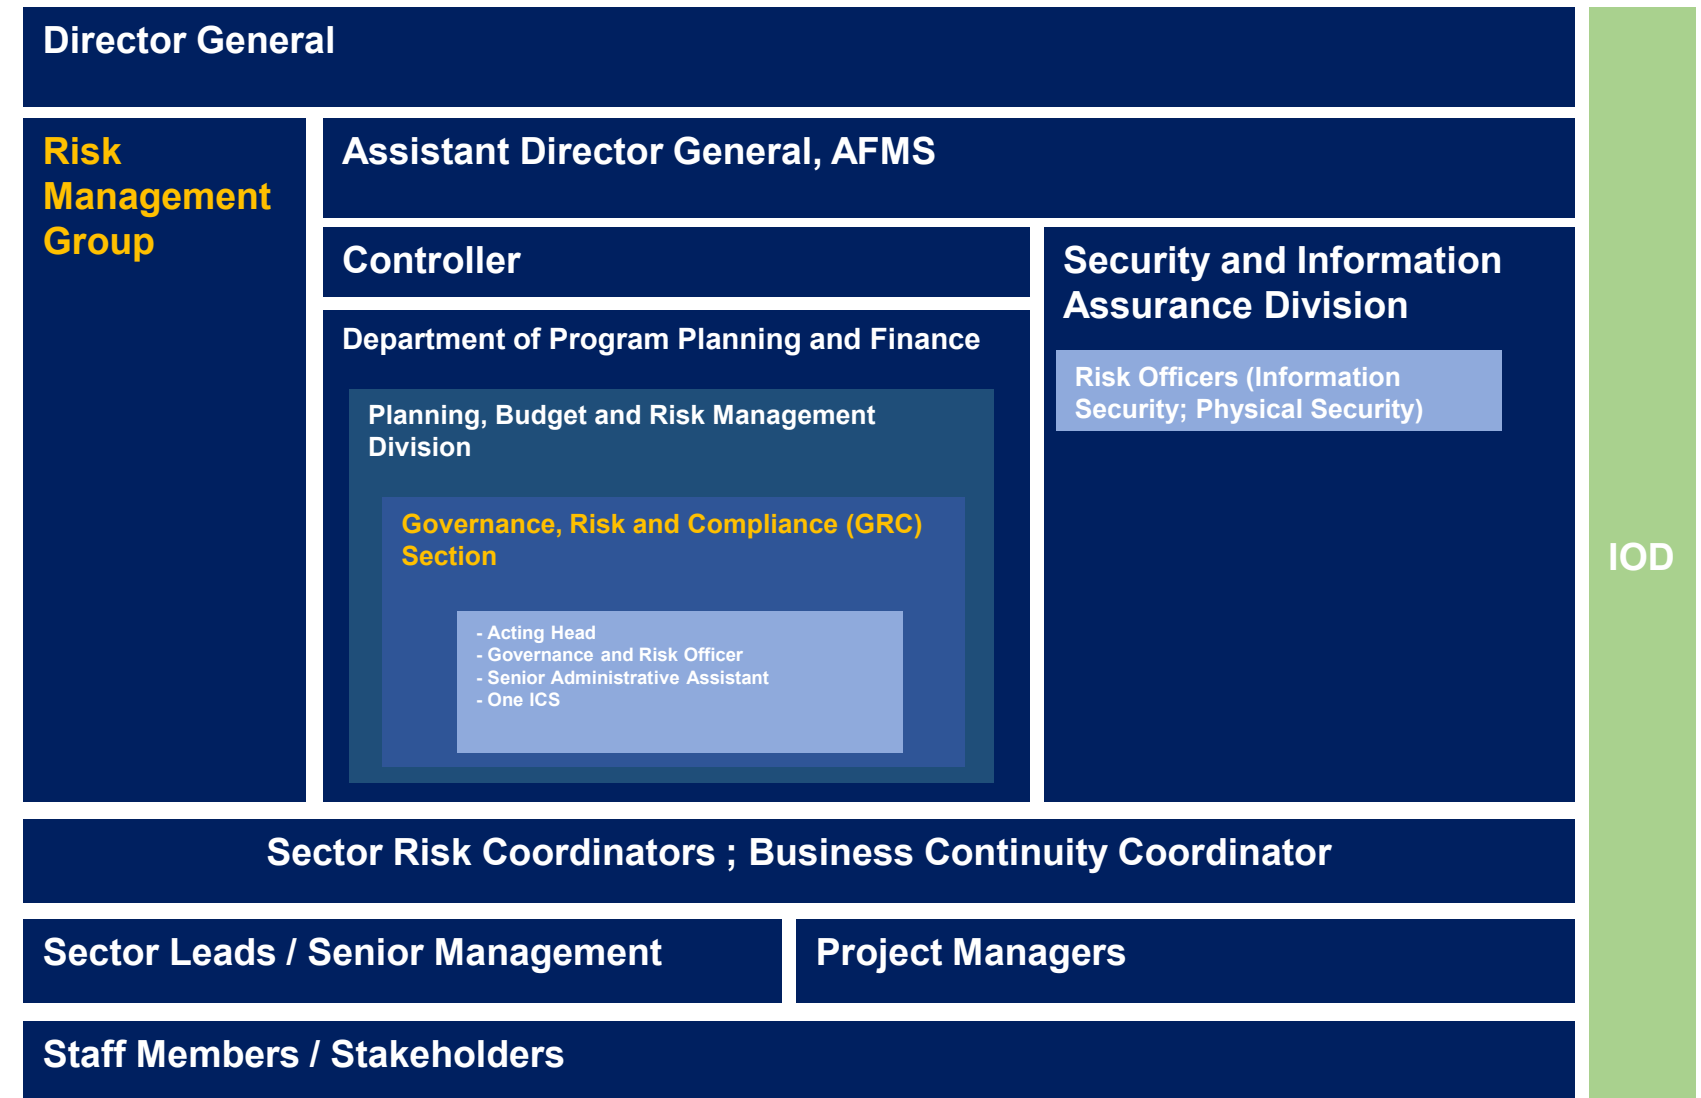 Director General
Risk
Management
Group
Assistant Director General, AFMS
Controller
Department of Program Planning and Finance
Planning, Budget and Risk Management
Division
Governance, Risk and Compliance (GRC)
Section
- Acting Head
- Governance and Risk Officer
- Senior Administrative Assistant
- One ICS
Security and Information
Assurance Division
Risk Officers (Information
Security; Physical Security)
Sector Risk Coordinators ; Business Continuity Coordinator
Sector Leads / Senior Management
Project Managers
Staff Members / Stakeholders
IOD